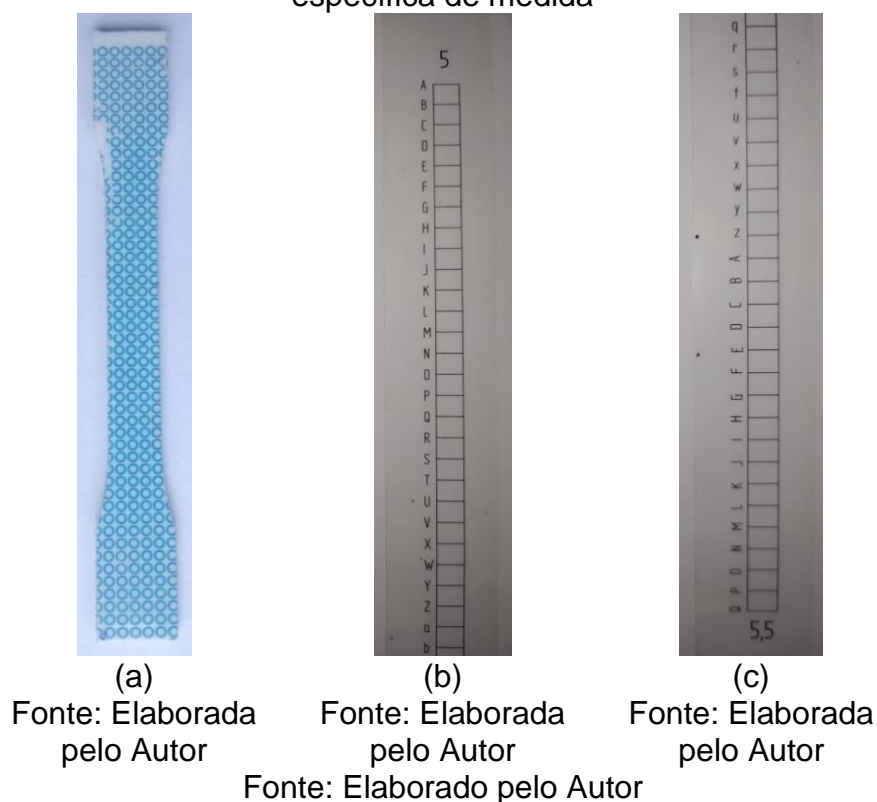 específica de medida
5
A
B
C
D
E
F
G
H
I
J
K
L
M
N
O
P
Q
R
S
T
U
V
X
W
Y
Z
a
b
q
r
s
t
u
v
x
w
y
z
A
B
C
D
E
F
G
H
I
J
K
L
M
N
O
P
Q
5,5
(a)
(b)
(c)
Fonte: Elaborada
pelo Autor
Fonte: Elaborada
pelo Autor
Fonte: Elaborada
pelo Autor
Fonte: Elaborado pelo Autor